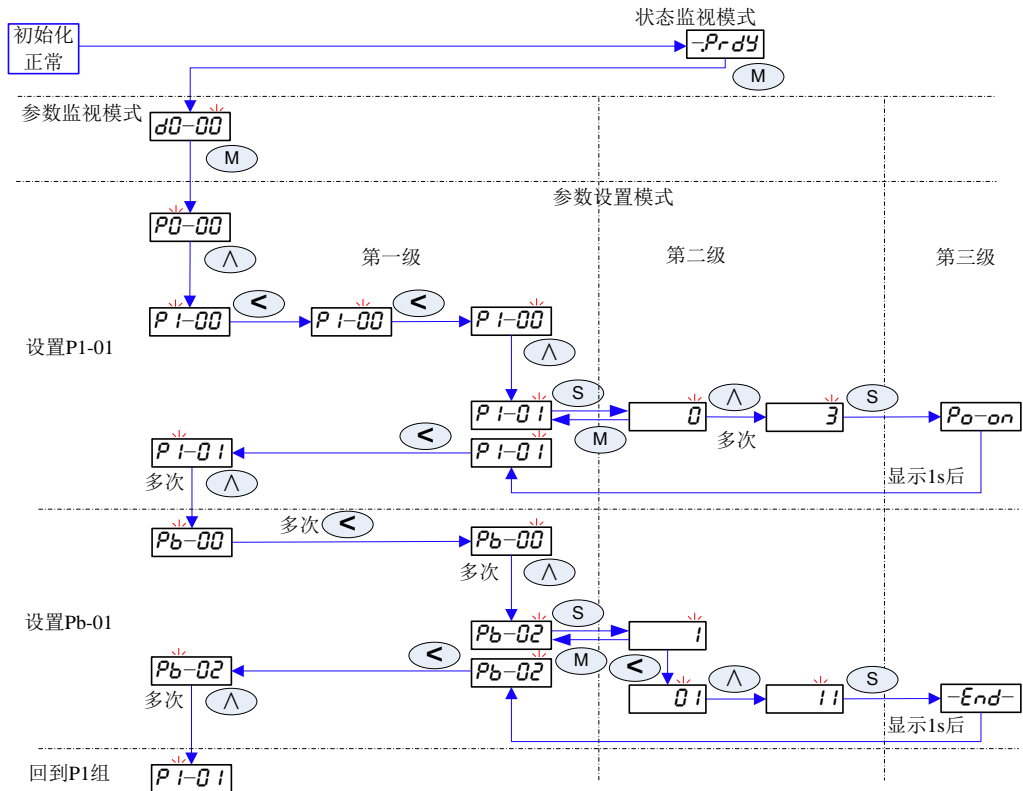 状态监视模式
初始化
正常
-.Prdy
M
参数监视模式
d0-00
M
参数设置模式
P0-00
∧
第一级
第二级
第三级
P1-00
<
P1-00
<
P1-00
设置P1-01
∧
P1-01
S
M
0
∧
多次
3
S
Po-on
P1-01
<
P1-01
多次
∧
显示1s后
Pb-00
多次
<
Pb-00
多次
∧
设置Pb-01
Pb-02
S
M
1
Pb-02
<
Pb-02
<
01
∧
11
S
-End-
多次
∧
显示1s后
回到P1组
P1-01